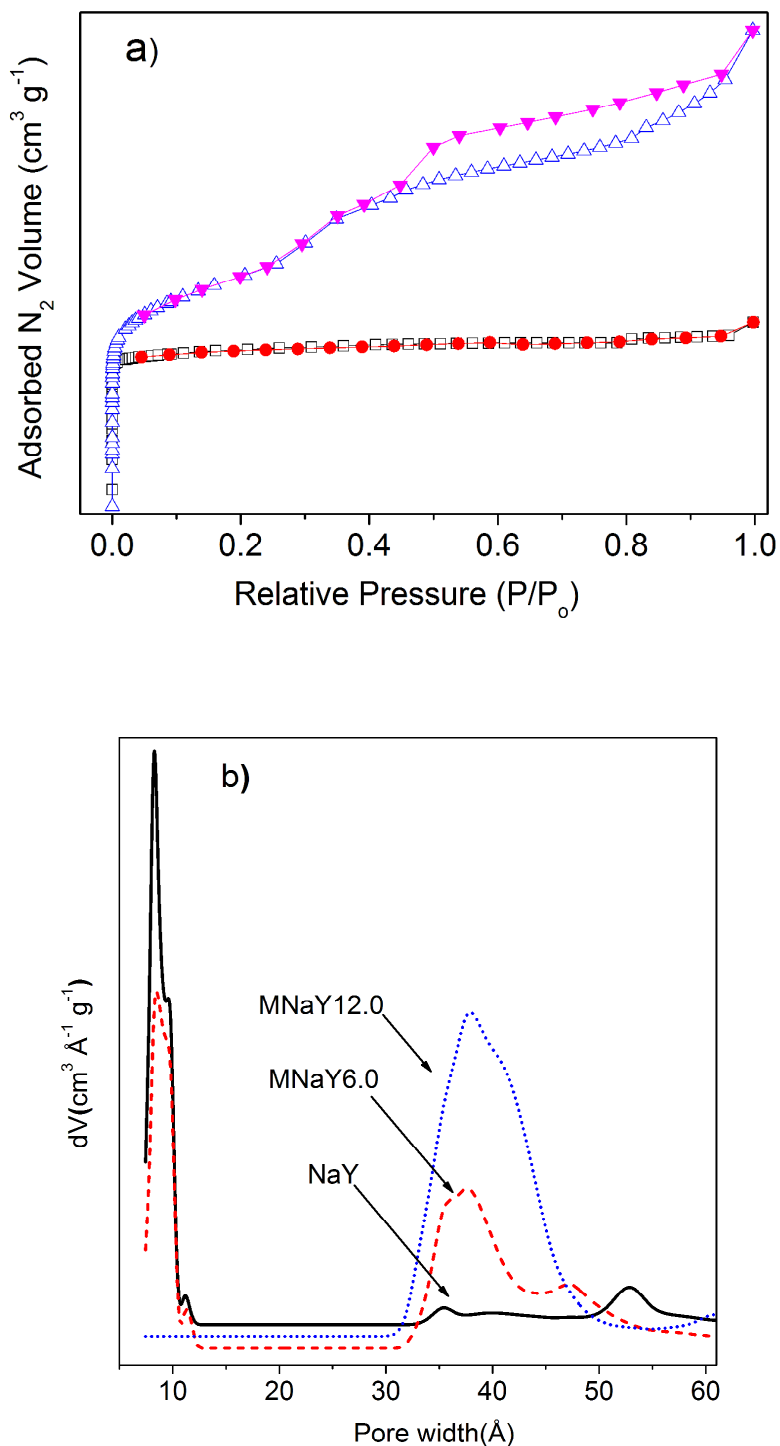 a)
Adsorbed N₂ Volume (cm³ g⁻¹)
0.0 0.2 0.4 0.6 0.8 1.0
Relative Pressure (P/Pₒ)
b)
dV(cm³ Å⁻¹ g⁻¹)
MNaY12.0
MNaY6.0
NaY
10 20 30 40 50 60
Pore width(Å)